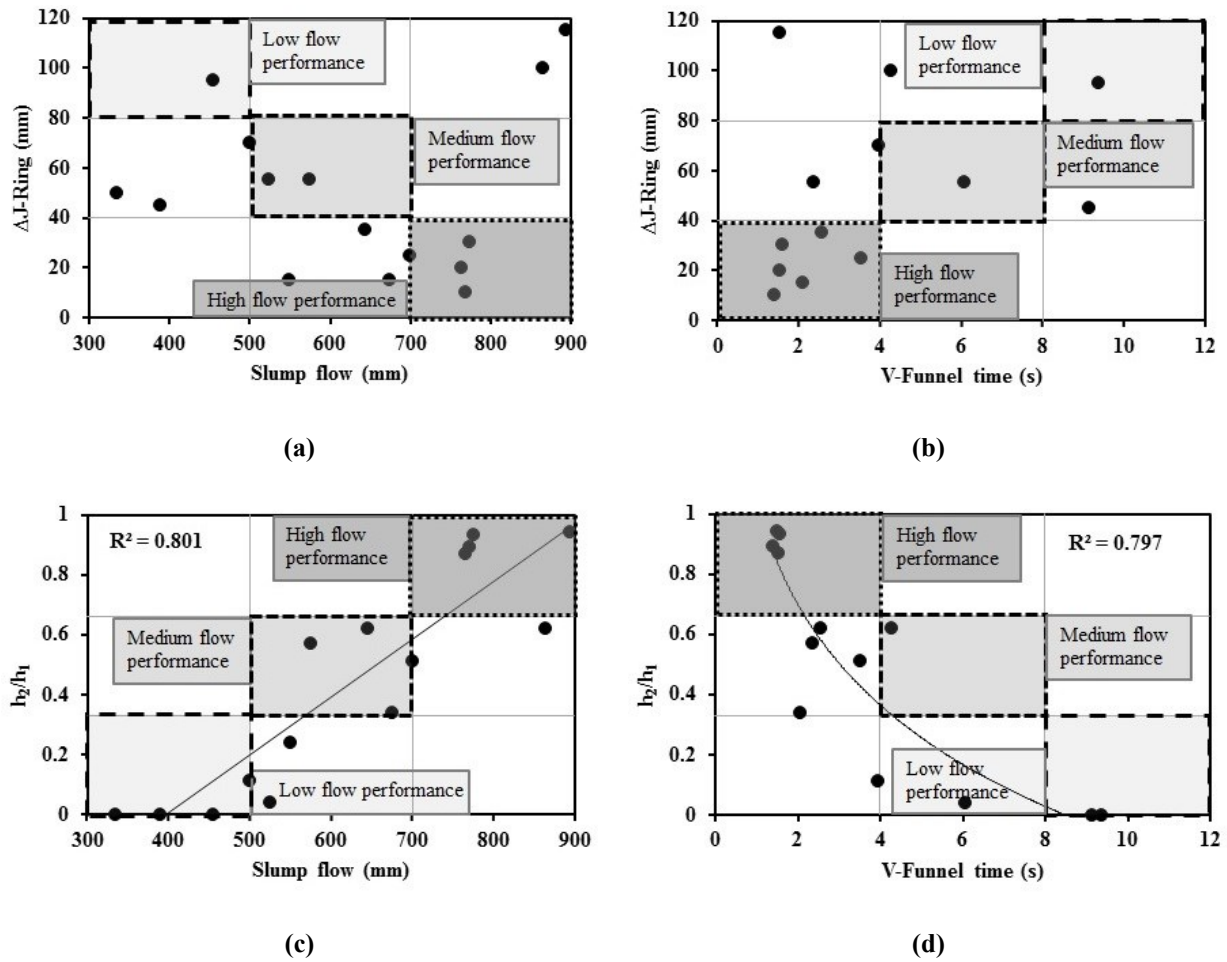 120
100
80
60
40
20
0
ΔJ-Ring (mm)
Low flow
performance
Medium flow
performance
High flow performance
300
400
500
600
700
800
900
Slump flow (mm)
(a)
120
100
80
60
40
20
0
ΔJ-Ring (mm)
Low flow
performance
Medium flow
performance
High flow
performance
0
2
4
6
8
10
12
V-Funnel time (s)
(b)
1
0.8
0.6
0.4
0.2
0
h₂/h₁
R² = 0.801
High flow
performance
Medium flow
performance
Low flow performance
300
400
500
600
700
800
900
Slump flow (mm)
(c)
1
0.8
0.6
0.4
0.2
0
h₂/h₁
High flow
performance
R² = 0.797
Medium flow
performance
Low flow
performance
0
2
4
6
8
10
12
V-Funnel time (s)
(d)